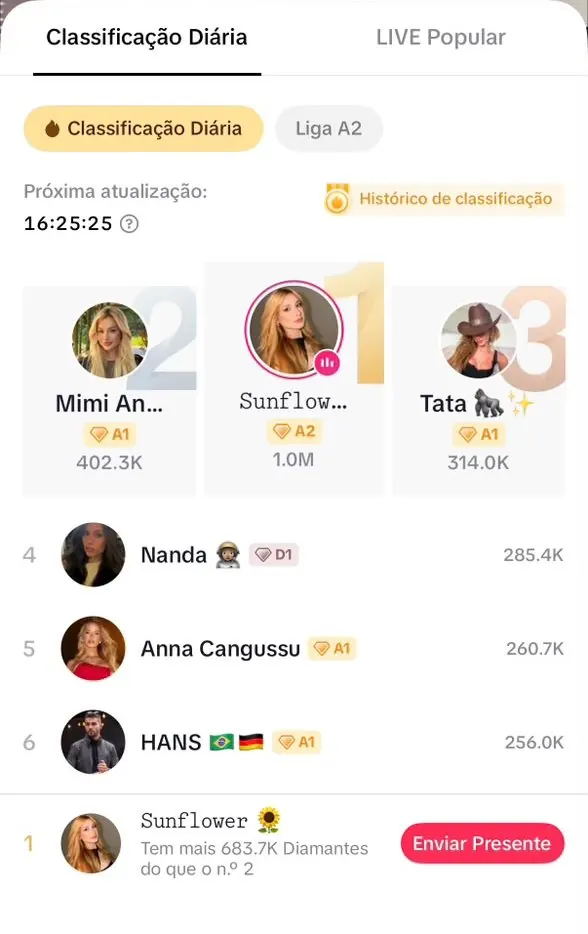 Classificação Diária
LIVE Popular
Classificação Diária
Liga A2
Próxima atualização:
16:25:25
Histórico de classificação
2
1
3
Mimi An...
A1
402.3K
Sunflow...
A2
1.0M
Tata 🦍✨
A1
314.0K
4 Nanda 👩🏽‍🚀 D1 285.4K
5 Anna Cangussu A1 260.7K
6 HANS 🇧🇷🇩🇪 A1 256.0K
1 Sunflower 🌻
Tem mais 683.7K Diamantes
do que o n.º 2
Enviar Presente